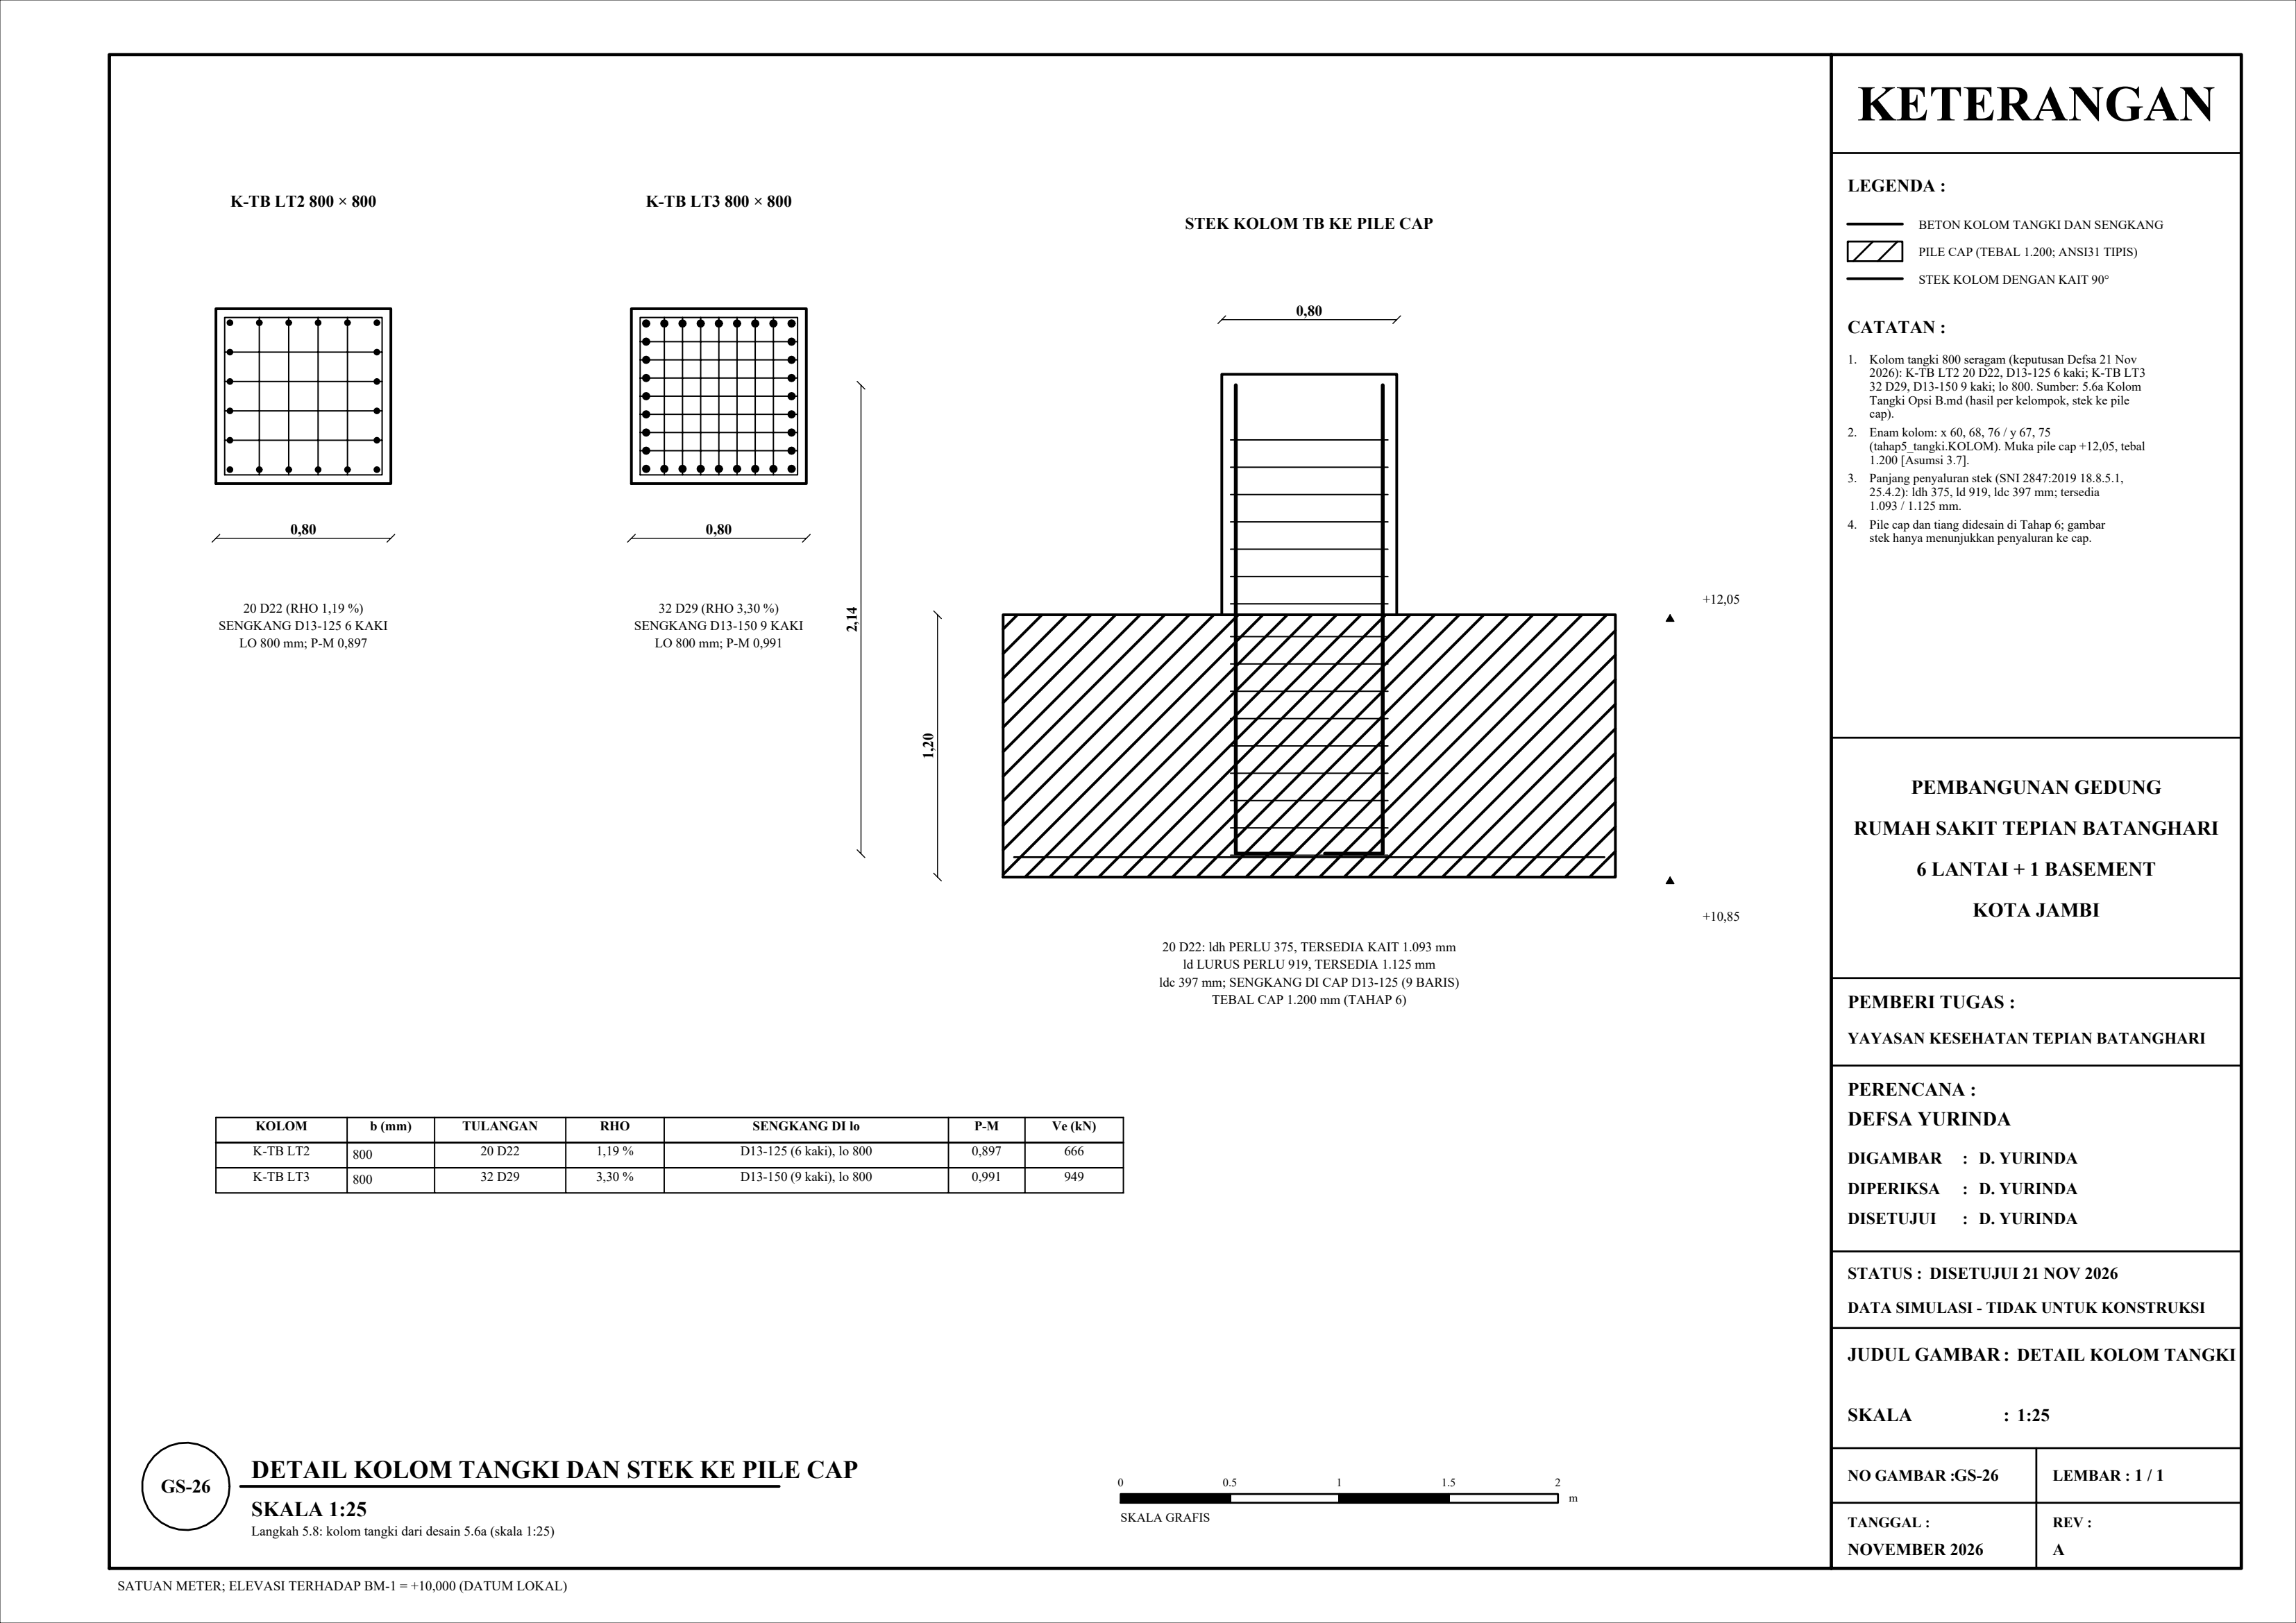 K-TB LT2 800 × 800
K-TB LT3 800 × 800
STEK KOLOM TB KE PILE CAP
0,80
0,80
0,80
2,14
1,20
+12,05
+10,85
20 D22 (RHO 1,19 %)
SENGKANG D13-125 6 KAKI
LO 800 mm; P-M 0,897
32 D29 (RHO 3,30 %)
SENGKANG D13-150 9 KAKI
LO 800 mm; P-M 0,991
20 D22: ldh PERLU 375, TERSEDIA KAIT 1.093 mm
ld LURUS PERLU 919, TERSEDIA 1.125 mm
ldc 397 mm; SENGKANG DI CAP D13-125 (9 BARIS)
TEBAL CAP 1.200 mm (TAHAP 6)
KOLOM b (mm) TULANGAN RHO SENGKANG DI lo P-M Ve (kN)
K-TB LT2 800 20 D22 1,19 % D13-125 (6 kaki), lo 800 0,897 666
K-TB LT3 800 32 D29 3,30 % D13-150 (9 kaki), lo 800 0,991 949
GS-26
DETAIL KOLOM TANGKI DAN STEK KE PILE CAP
SKALA 1:25
Langkah 5.8: kolom tangki dari desain 5.6a (skala 1:25)
0 0.5 1 1.5 2
m
SKALA GRAFIS
SATUAN METER; ELEVASI TERHADAP BM-1 = +10,000 (DATUM LOKAL)
KETERANGAN
LEGENDA :
BETON KOLOM TANGKI DAN SENGKANG
PILE CAP (TEBAL 1.200; ANSI31 TIPIS)
STEK KOLOM DENGAN KAIT 90°
CATATAN :
1. Kolom tangki 800 seragam (keputusan Defsa 21 Nov
2026): K-TB LT2 20 D22, D13-125 6 kaki; K-TB LT3
32 D29, D13-150 9 kaki; lo 800. Sumber: 5.6a Kolom
Tangki Opsi B.md (hasil per kelompok, stek ke pile
cap).
2. Enam kolom: x 60, 68, 76 / y 67, 75
(tahap5_tangki.KOLOM). Muka pile cap +12,05, tebal
1.200 [Asumsi 3.7].
3. Panjang penyaluran stek (SNI 2847:2019 18.8.5.1,
25.4.2): ldh 375, ld 919, ldc 397 mm; tersedia
1.093 / 1.125 mm.
4. Pile cap dan tiang didesain di Tahap 6; gambar
stek hanya menunjukkan penyaluran ke cap.
PEMBANGUNAN GEDUNG
RUMAH SAKIT TEPIAN BATANGHARI
6 LANTAI + 1 BASEMENT
KOTA JAMBI
PEMBERI TUGAS :
YAYASAN KESEHATAN TEPIAN BATANGHARI
PERENCANA :
DEFSA YURINDA
DIGAMBAR : D. YURINDA
DIPERIKSA : D. YURINDA
DISETUJUI : D. YURINDA
STATUS : DISETUJUI 21 NOV 2026
DATA SIMULASI - TIDAK UNTUK KONSTRUKSI
JUDUL GAMBAR : DETAIL KOLOM TANGKI
SKALA : 1:25
NO GAMBAR :GS-26
LEMBAR : 1 / 1
TANGGAL :
NOVEMBER 2026
REV :
A